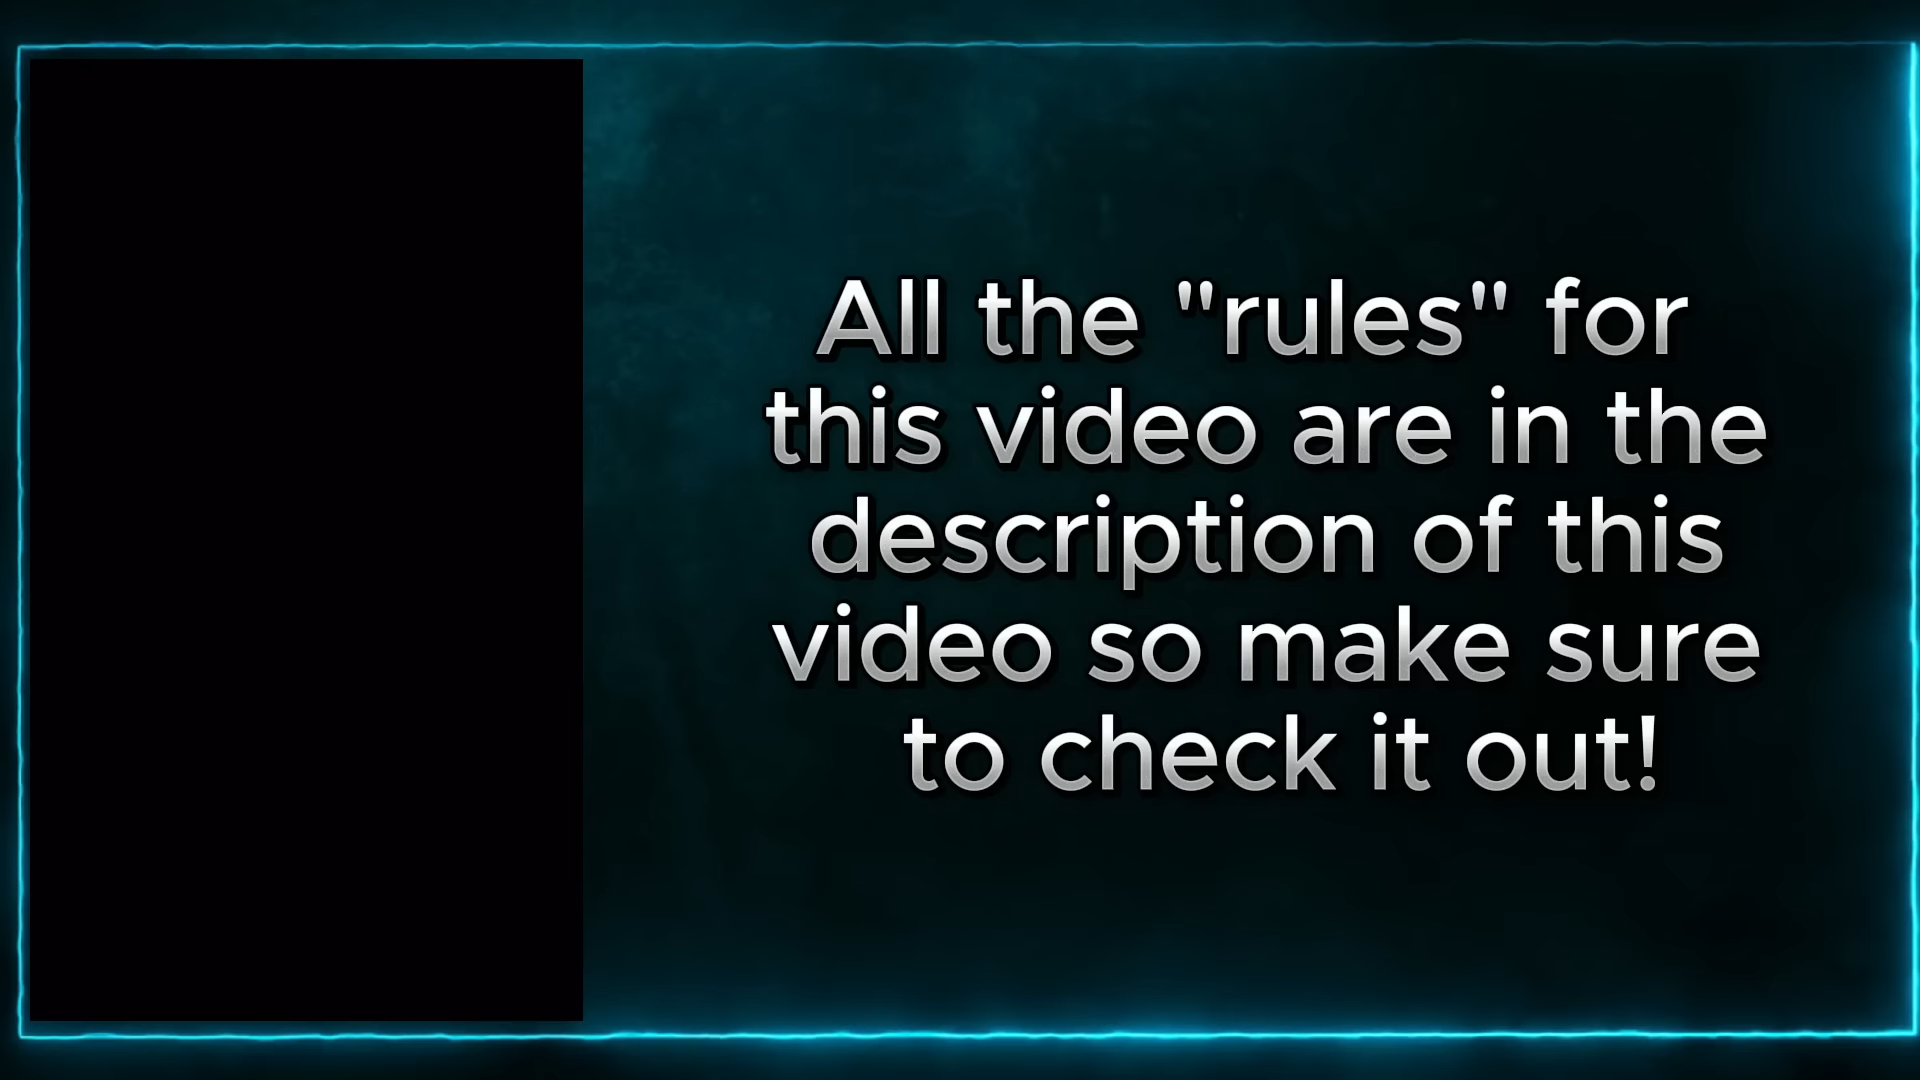 All the "rules" for
this video are in the
description of this
video so make sure
to check it out!